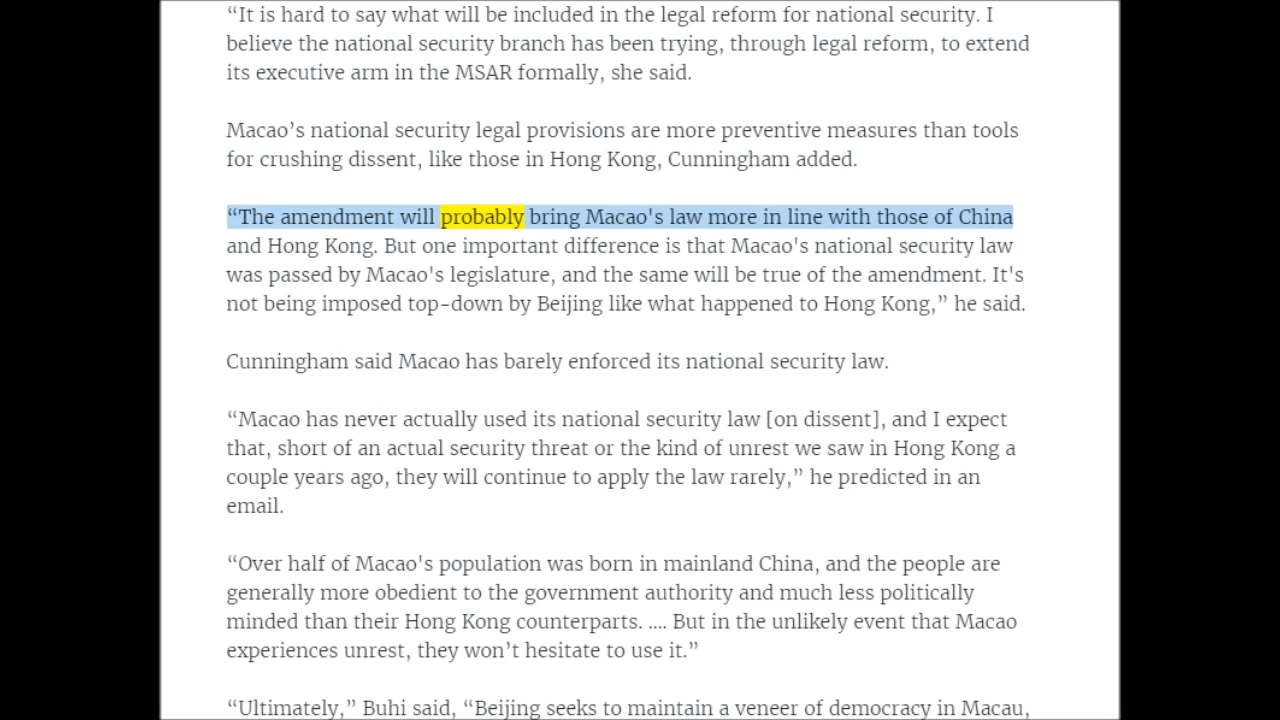 “It is hard to say what will be included in the legal reform for national security. I
believe the national security branch has been trying, through legal reform, to extend
its executive arm in the MSAR formally, she said.
Macao’s national security legal provisions are more preventive measures than tools
for crushing dissent, like those in Hong Kong, Cunningham added.
“The amendment will probably bring Macao's law more in line with those of China
and Hong Kong. But one important difference is that Macao's national security law
was passed by Macao's legislature, and the same will be true of the amendment. It's
not being imposed top-down by Beijing like what happened to Hong Kong,” he said.
Cunningham said Macao has barely enforced its national security law.
“Macao has never actually used its national security law [on dissent], and I expect
that, short of an actual security threat or the kind of unrest we saw in Hong Kong a
couple years ago, they will continue to apply the law rarely,” he predicted in an
email.
“Over half of Macao's population was born in mainland China, and the people are
generally more obedient to the government authority and much less politically
minded than their Hong Kong counterparts. .... But in the unlikely event that Macao
experiences unrest, they won’t hesitate to use it.”
“Ultimately,” Buhi said, “Beijing seeks to maintain a veneer of democracy in Macau,